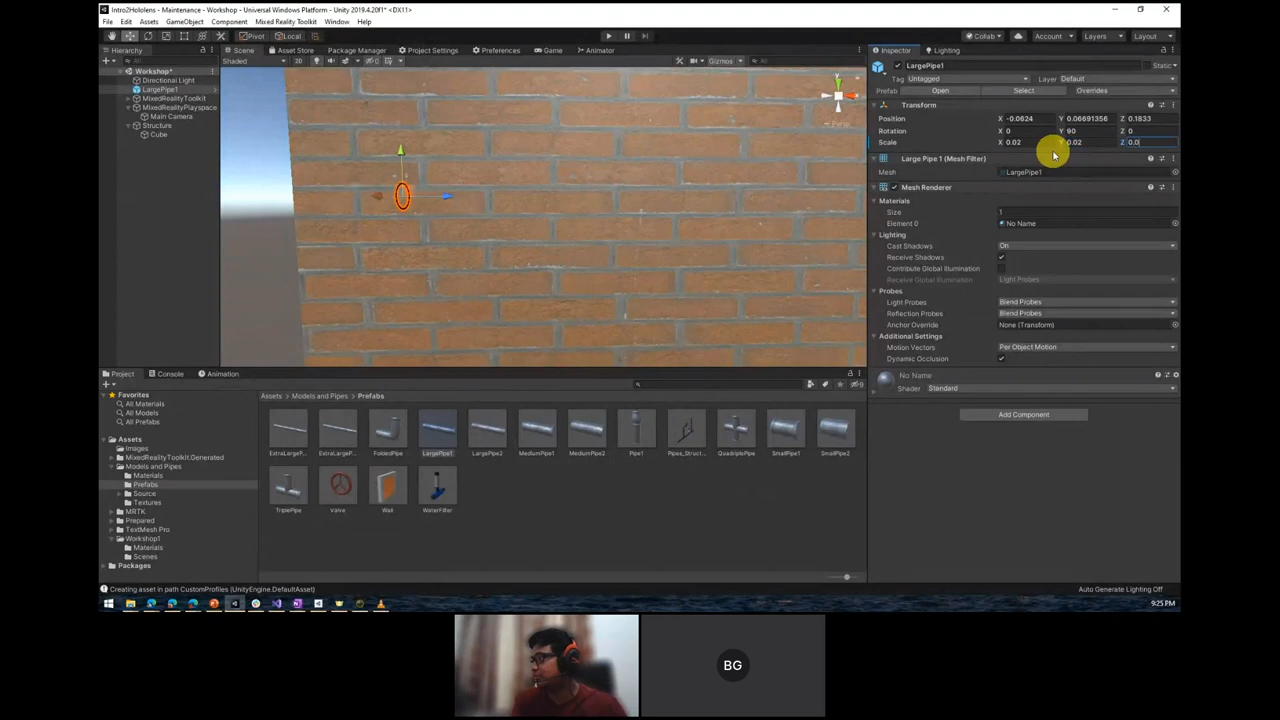 Intro2Hololens - Maintenance - Workshop - Universal Windows Platform - Unity 2019.4.20f1* <DX11>
File Edit Assets GameObject Component Mixed Reality Toolkit Window Help
Pivot Local Collab Account Layers Layout
Hierarchy Scene Asset Store Package Manager Project Settings Preferences Game Animator Inspector Lighting
All Shaded 2D 0 Gizmos All
Workshop*
Directional Light
LargePipe1
MixedRealityToolkit
MixedRealityPlayspace
Main Camera
Structure
Cube
y
x
Persp
LargePipe1 Static
Tag Untagged Layer Default
Prefab Open Select Overrides
Transform
Position X -0.0624 Y 0.06691356 Z 0.1833
Rotation X 0 Y 90 Z 0
Scale X 0.02 Y 0.02 Z 0.0
Large Pipe 1 (Mesh Filter)
Mesh LargePipe1
Mesh Renderer
Materials
Size 1
Element 0 No Name
Lighting
Cast Shadows On
Receive Shadows
Contribute Global Illumination
Receive Global Illumination Light Probes
Probes
Light Probes Blend Probes
Reflection Probes Blend Probes
Anchor Override None (Transform)
Additional Settings
Motion Vectors Per Object Motion
Dynamic Occlusion
No Name
Shader Standard
Add Component
Project Console Animation
Favorites
All Materials
All Models
All Prefabs
Assets
Images
MixedRealityToolkit.Generated
Models and Pipes
Materials
Prefabs
Source
Textures
MRTK
Prepared
TextMesh Pro
Workshop1
Materials
Scenes
Packages
9
Assets > Models and Pipes > Prefabs
ExtraLargeP... ExtraLargeP... FoldedPipe LargePipe1 LargePipe2 MediumPipe1 MediumPipe2 Pipe1 Pipes_Struct... QuadriplePipe SmallPipe1 SmallPipe2
TriplePipe Valve Wall WaterFilter
Creating asset in path CustomProfiles (UnityEngine.DefaultAsset) Auto Generate Lighting Off
9:25 PM
BG